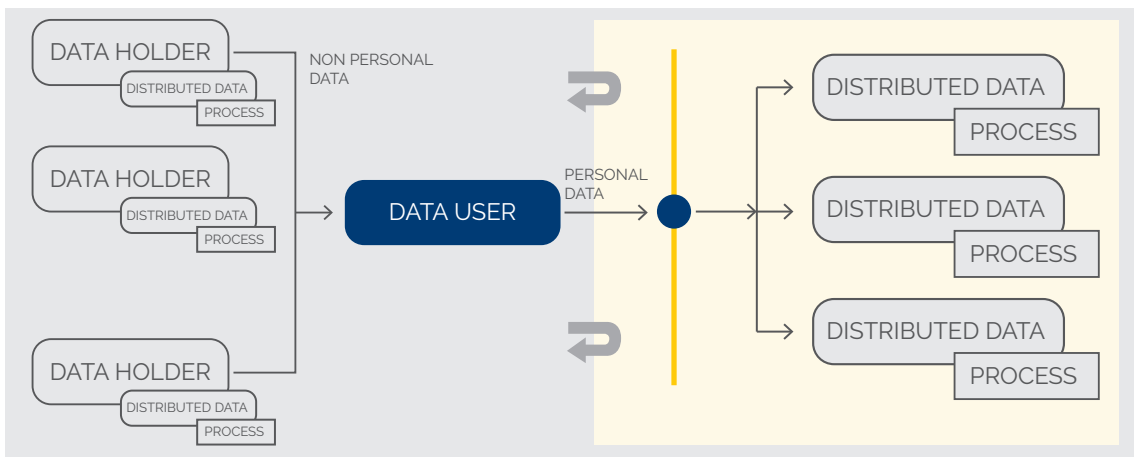 DATA HOLDER
DISTRIBUTED DATA
PROCESS
NON PERSONAL
DATA
DATA HOLDER
DISTRIBUTED DATA
PROCESS
DATA HOLDER
DISTRIBUTED DATA
PROCESS
DATA USER
PERSONAL
DATA
DISTRIBUTED DATA
PROCESS
DISTRIBUTED DATA
PROCESS
DISTRIBUTED DATA
PROCESS